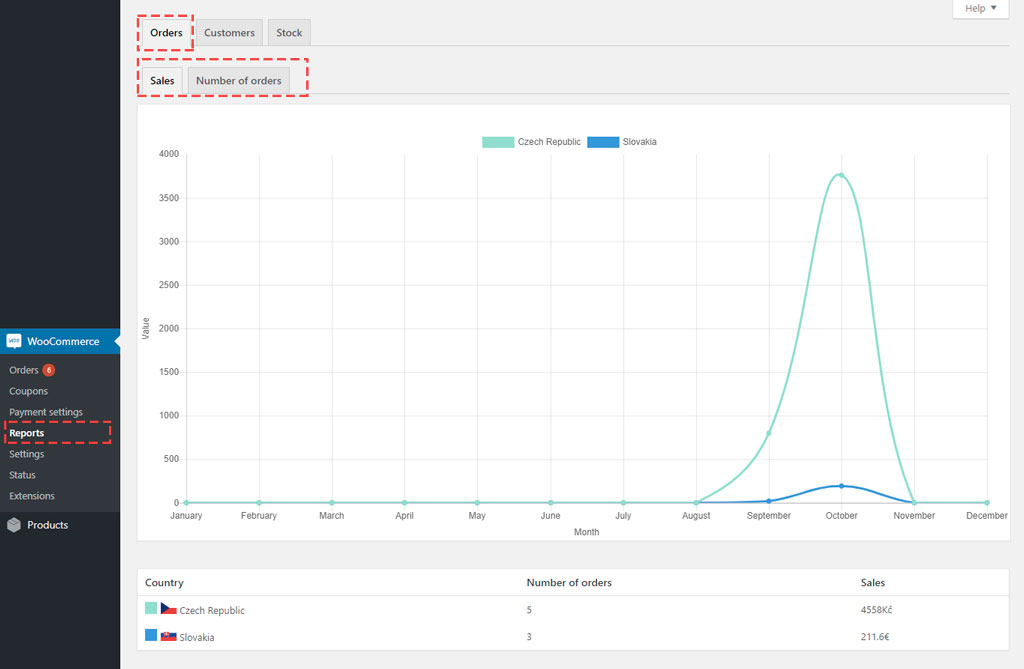 Help ▼
Orders Customers Stock
Sales Number of orders
Czech Republic Slovakia
4000
3500
3000
2500
2000
1500
1000
500
0
Value
January February March April May June July August September October November December
Month
WooCommerce
Orders 6
Coupons
Payment settings
Reports
Settings
Status
Extensions
Products
Country Number of orders Sales
Czech Republic 5 4558Kč
Slovakia 3 211.6€